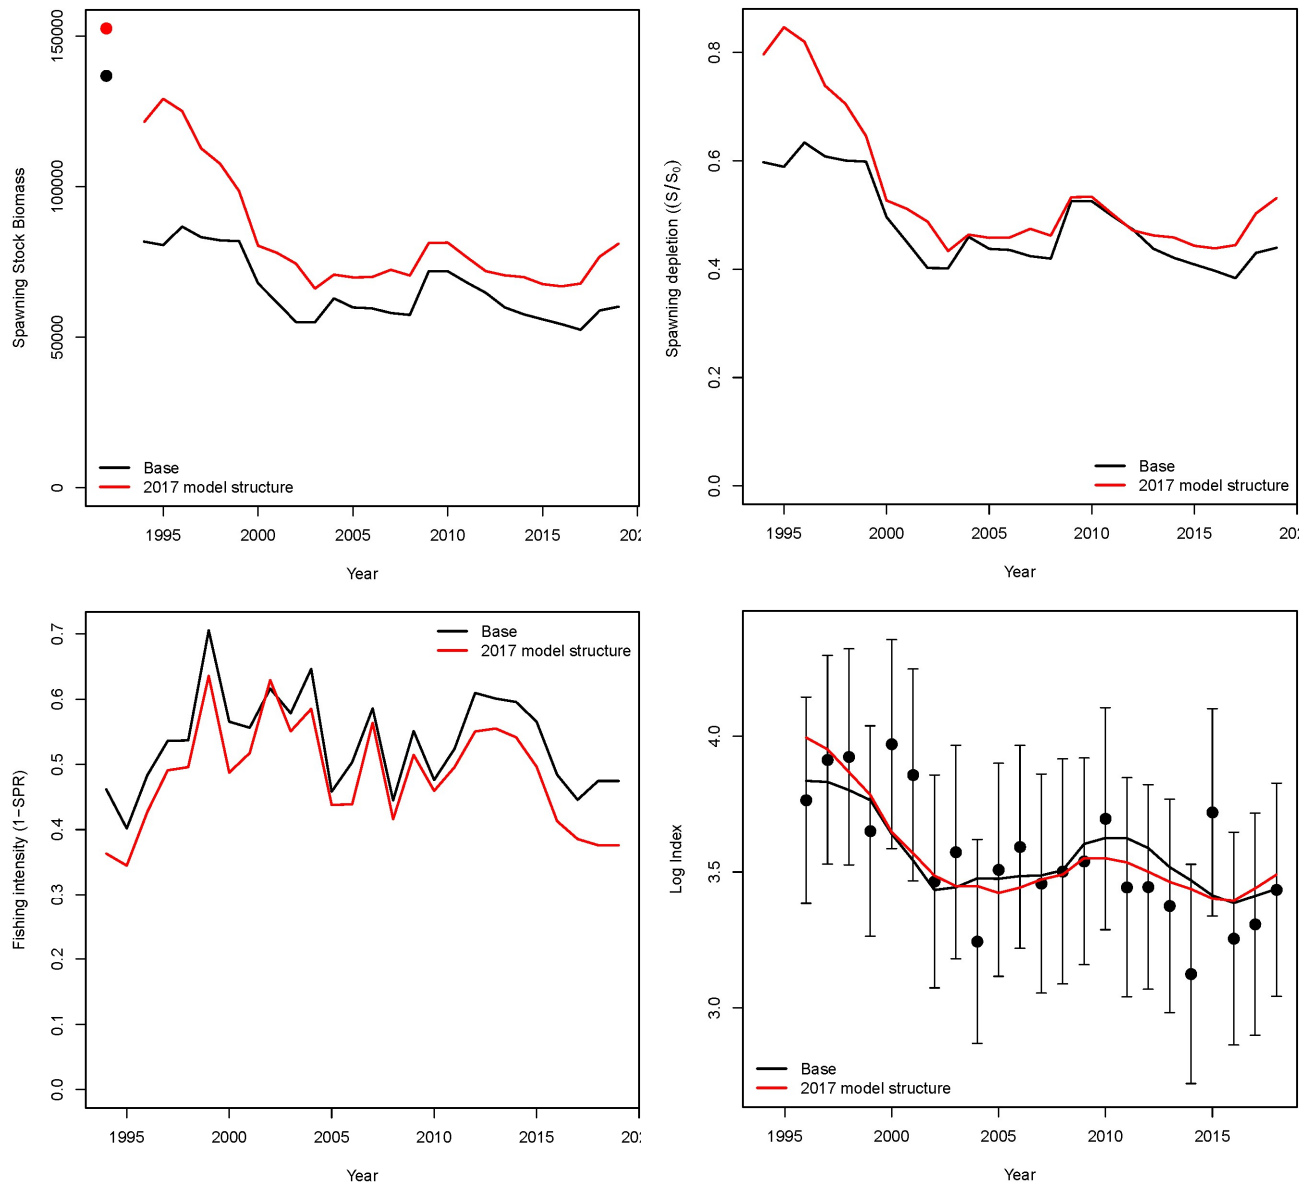 Spawning Stock Biomass
150000
100000
50000
0
Base
2017 model structure
1995 2000 2005 2010 2015 202
Year
Spawning depletion ((S/S₀)
0.8
0.6
0.4
0.2
0.0
Base
2017 model structure
1995 2000 2005 2010 2015 202
Year
Fishing intensity (1−SPR)
0.7
0.6
0.5
0.4
0.3
0.2
0.1
0.0
Base
2017 model structure
1995 2000 2005 2010 2015 202
Year
Log Index
4.0
3.5
3.0
Base
2017 model structure
1995 2000 2005 2010 2015
Year